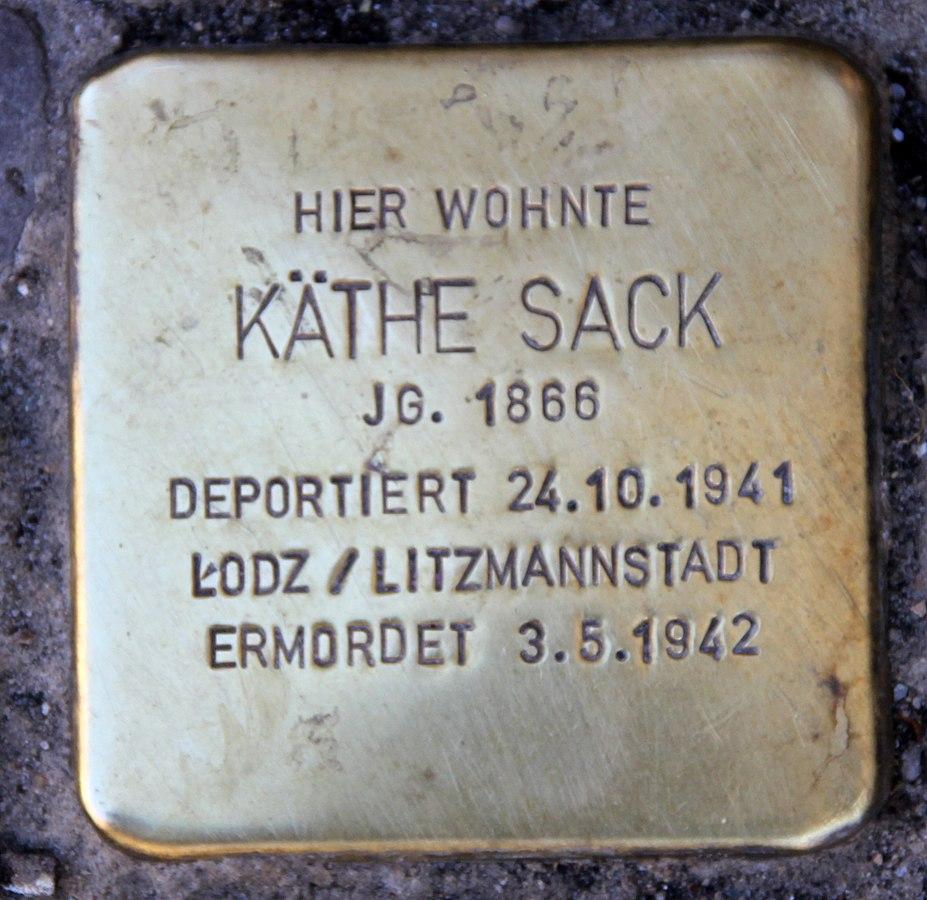 HIER WOHNTE
KÄTHE SACK
JG. 1866
DEPORTIERT 24.10.1941
ŁODZ / LITZMANNSTADT
ERMORDET 3.5.1942